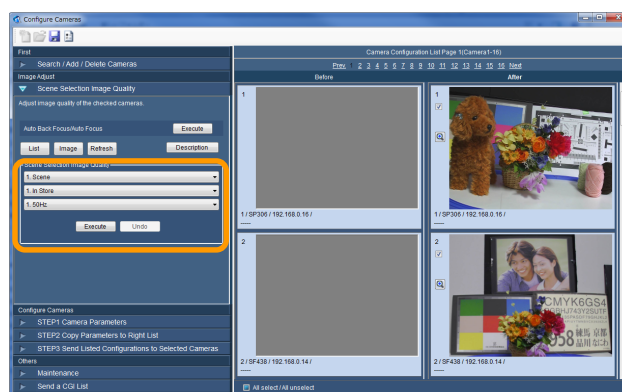 Configure Cameras
First
Search / Add / Delete Cameras
Image Adjust
Scene Selection Image Quality
Adjust image quality of the checked cameras.
Auto Back Focus/Auto Focus
Execute
List
Image
Refresh
Description
Scene Selection Image Quality
1. Scene
1. In Store
1. 50Hz
Execute
Undo
Configure Cameras
STEP1 Camera Parameters
STEP2 Copy Parameters to Right List
STEP3 Send Listed Configurations to Selected Cameras
Others
Maintenance
Send a CGI List
Camera Configuration List Page 1(Camera1-16)
Prev. 1 2 3 4 5 6 7 8 9 10 11 12 13 14 15 16 Next
Before
After
1
1 / SP306 / 192.168.0.16 /
-----
1
1 / SP306 / 192.168.0.16 /
-----
2
2 / SF438 / 192.168.0.14 /
-----
2
CMYK6GS4
958
練馬 京都
品川 なにわ
2 / SF438 / 192.168.0.14 /
-----
All select / All unselect